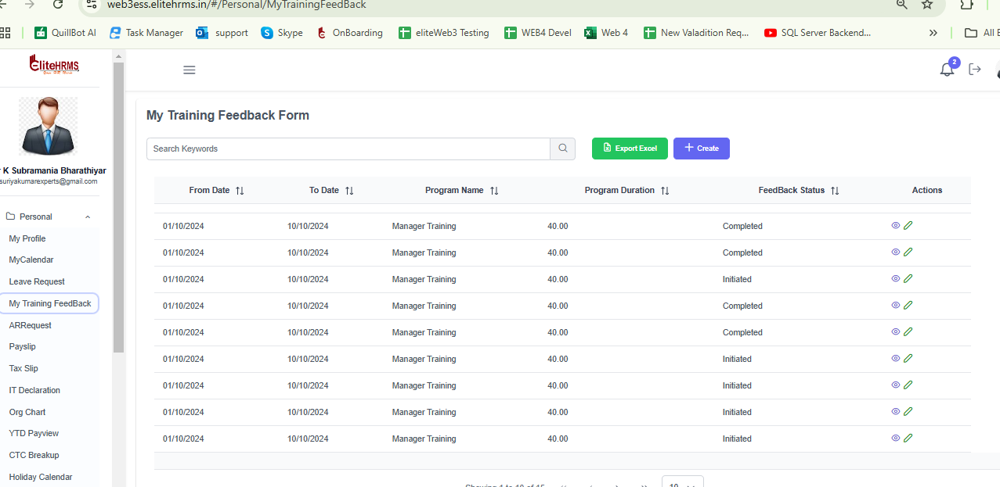 web3ess.elitehrms.in/#/Personal/MyTrainingFeedBack
QuillBot AI Task Manager support Skype OnBoarding eliteWeb3 Testing WEB4 Devel Web 4 New Valadition Req... SQL Server Backend... » All
EliteHRMS
2
K Subramania Bharathiyar
suriyakumarexperts@gmail.com
Personal
My Profile
MyCalendar
Leave Request
My Training FeedBack
ARRequest
Payslip
Tax Slip
IT Declaration
Org Chart
YTD Payview
CTC Breakup
Holiday Calendar
My Training Feedback Form
Search Keywords Export Excel + Create
From Date To Date Program Name Program Duration FeedBack Status Actions
01/10/2024 10/10/2024 Manager Training 40.00 Completed
01/10/2024 10/10/2024 Manager Training 40.00 Completed
01/10/2024 10/10/2024 Manager Training 40.00 Initiated
01/10/2024 10/10/2024 Manager Training 40.00 Completed
01/10/2024 10/10/2024 Manager Training 40.00 Completed
01/10/2024 10/10/2024 Manager Training 40.00 Initiated
01/10/2024 10/10/2024 Manager Training 40.00 Initiated
01/10/2024 10/10/2024 Manager Training 40.00 Initiated
01/10/2024 10/10/2024 Manager Training 40.00 Initiated
Showing 1 to 10 of 15 10